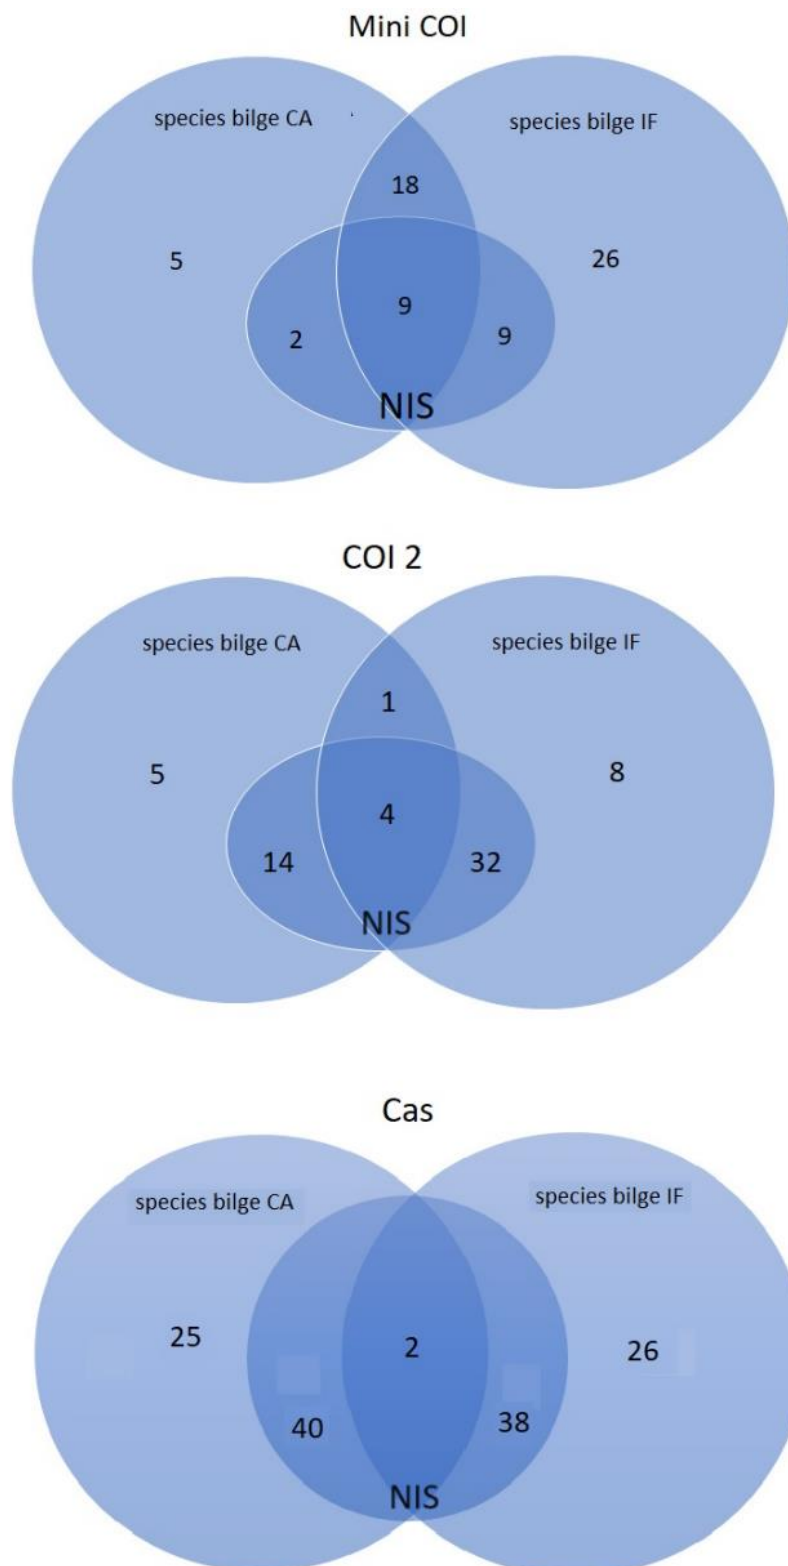 Mini COI
species bilge CA
species bilge IF
18
5
26
9
2
9
NIS
COI 2
species bilge CA
species bilge IF
1
5
8
4
14
32
NIS
Cas
species bilge CA
species bilge IF
25
2
26
40
38
NIS